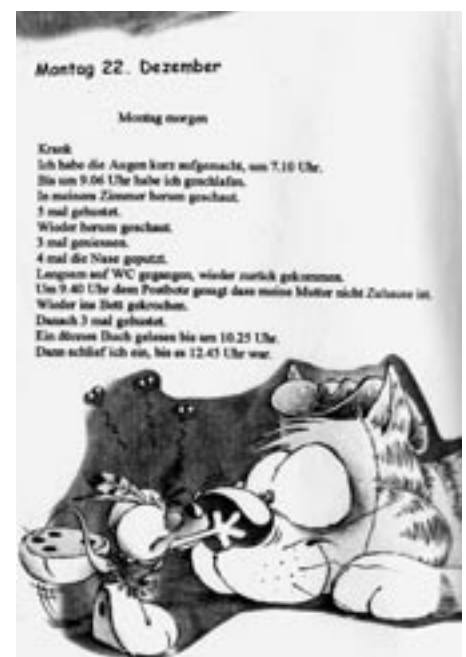 Montag 22. Dezember
Montag morgen
Krank
Ich habe die Augen kurz aufgemacht, um 7.10 Uhr.
Bis um 9.06 Uhr habe ich geschlafen.
In meinem Zimmer herum geschaut.
5 mal gehustet.
Wieder herum geschaut.
3 mal geniessen.
4 mal die Nase geputzt.
Langsam auf WC gegangen, wieder zurück gekommen.
Um 9.40 Uhr dem Postbote gesagt dass meine Mutter nicht Zuhause ist.
Wieder ins Bett gekrochen.
Danach 3 mal gehustet.
Ein dünnes Buch gelesen bis um 10.25 Uhr.
Dann schlief ich ein, bis es 12.45 Uhr war.